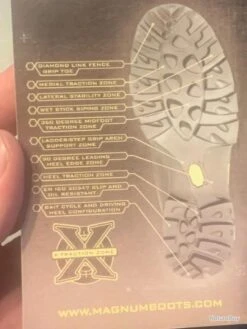 DIAMOND LINK FENCE
GRIP TOE
MEDIAL TRACTION ZONE
LATERAL STABILITY ZONE
WET STICK SIPING ZONE
360 DEGREE MIDFOOT
TRACTION ZONE
LADDER/STEP GRIP ARCH
SUPPORT ZONE
90 DEGREE LEADING
HEEL EDGE ZONE
HEEL TRACTION ZONE
EN ISO 20347 SLIP AND
OIL RESISTANT
GAIT CYCLE AND DRIVING
HEEL CONFIGURATION
X
X-TRACTION ZONE
WWW.MAGNUMBOOTS.COM